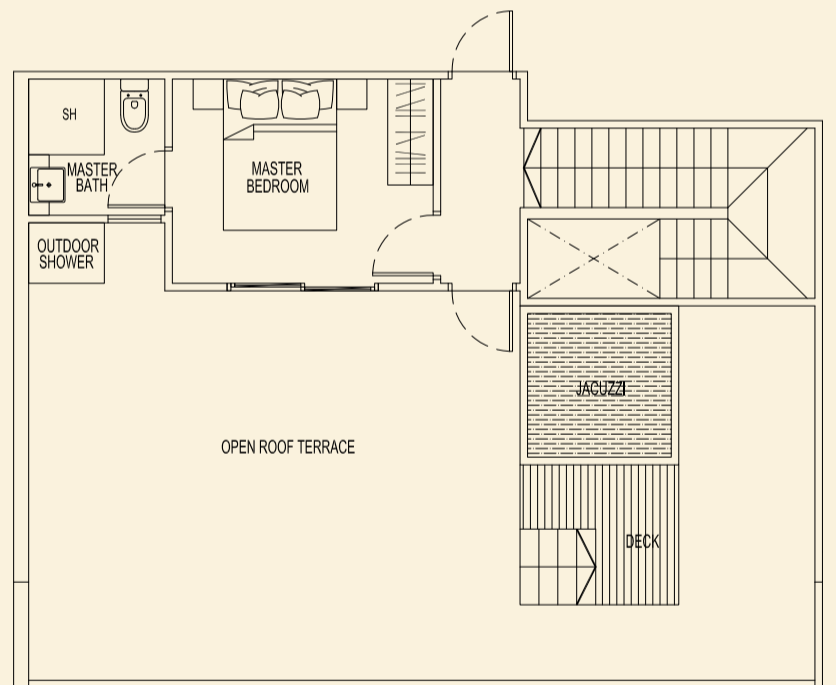 SH
MASTER
BATH
MASTER
BEDROOM
OUTDOOR
SHOWER
JACUZZI
OPEN ROOF TERRACE
DECK